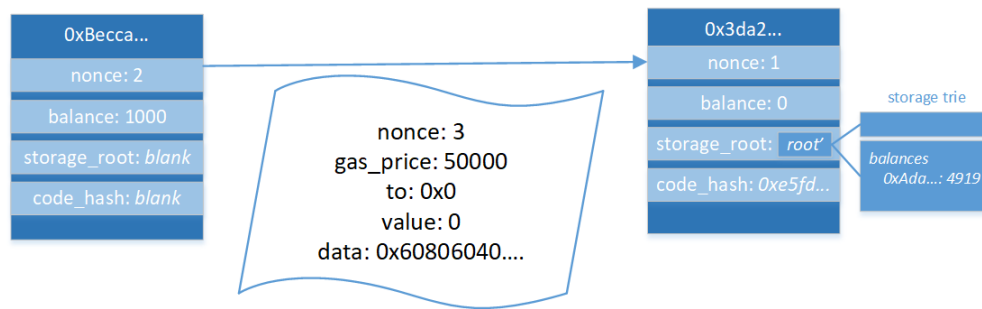 0xBecca...
nonce: 2
balance: 1000
storage_root: blank
code_hash: blank
nonce: 3
gas_price: 50000
to: 0x0
value: 0
data: 0x60806040....
0x3da2...
nonce: 1
balance: 0
storage_root: root'
code_hash: 0xe5fd...
storage trie
balances
0xAda...: 4919